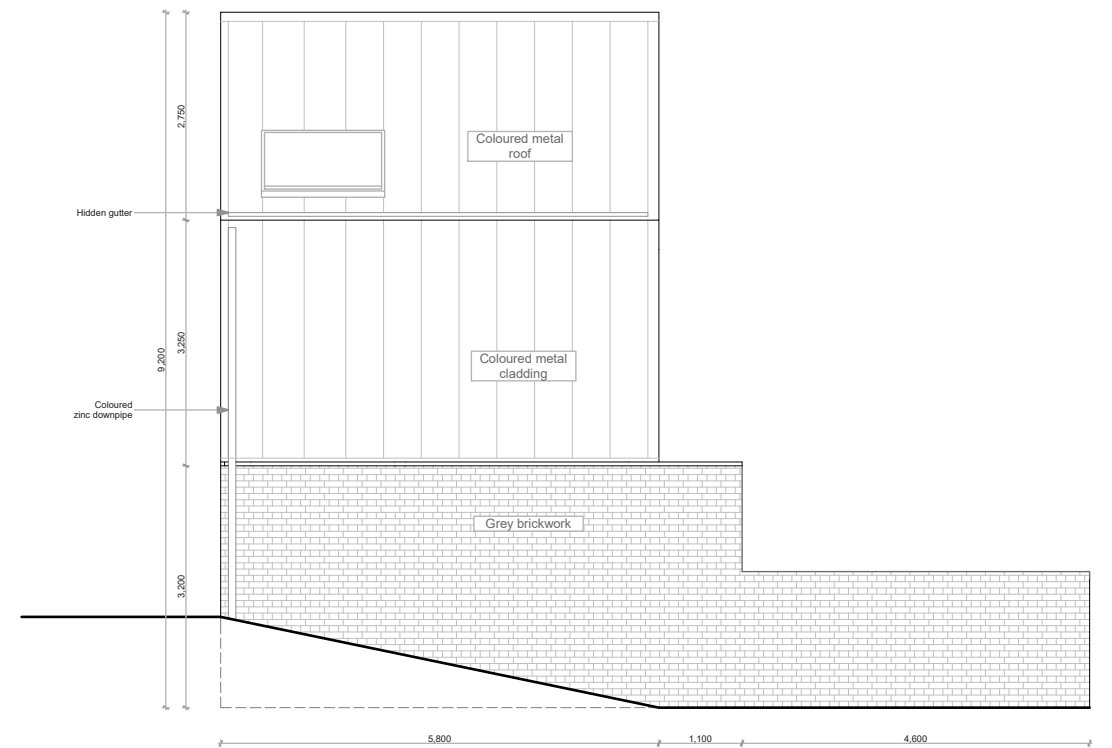 2,750
Coloured metal
roof
Hidden gutter
3,250
9,200
Coloured metal
cladding
Coloured
zinc downpipe
Grey brickwork
3,200
5,800
1,100
4,600